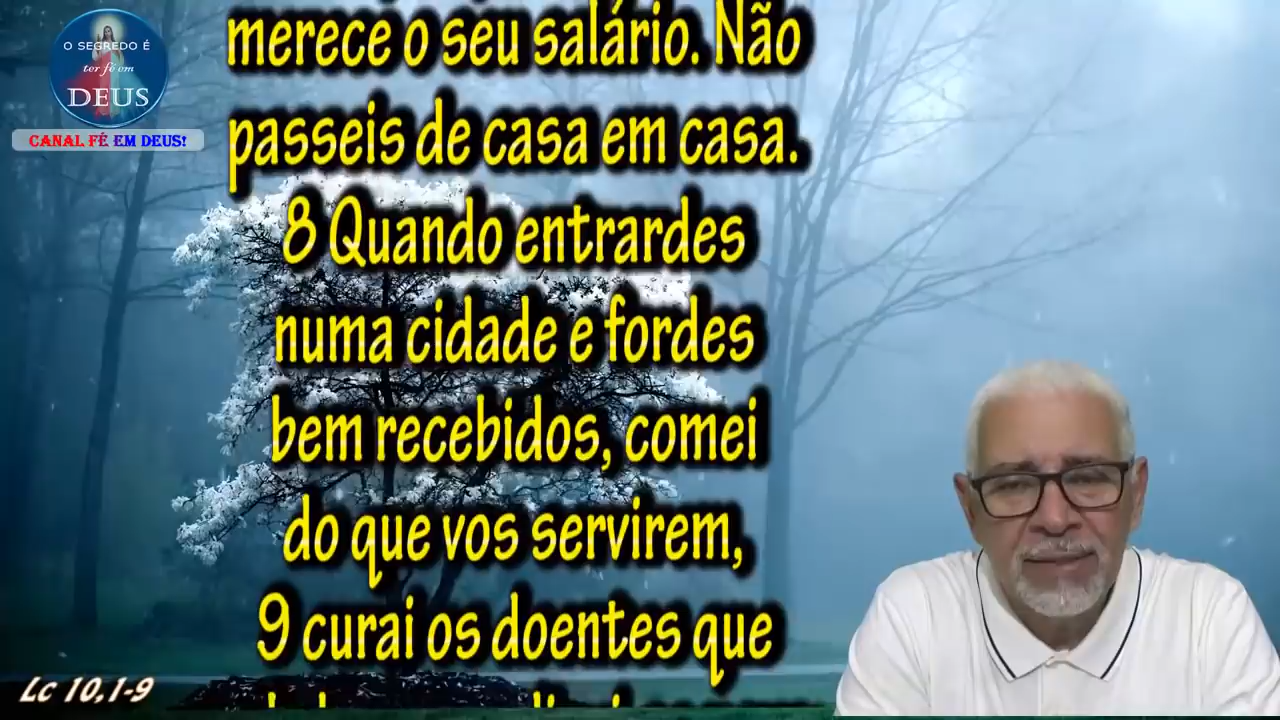 O SEGREDO É
ter fé em
DEUS
CANAL FÉ EM DEUS!
merece o seu salário. Não
passeis de casa em casa.
8 Quando entrardes
numa cidade e fordes
bem recebidos, comei
do que vos servirem,
9 curai os doentes que
Lc 10,1-9